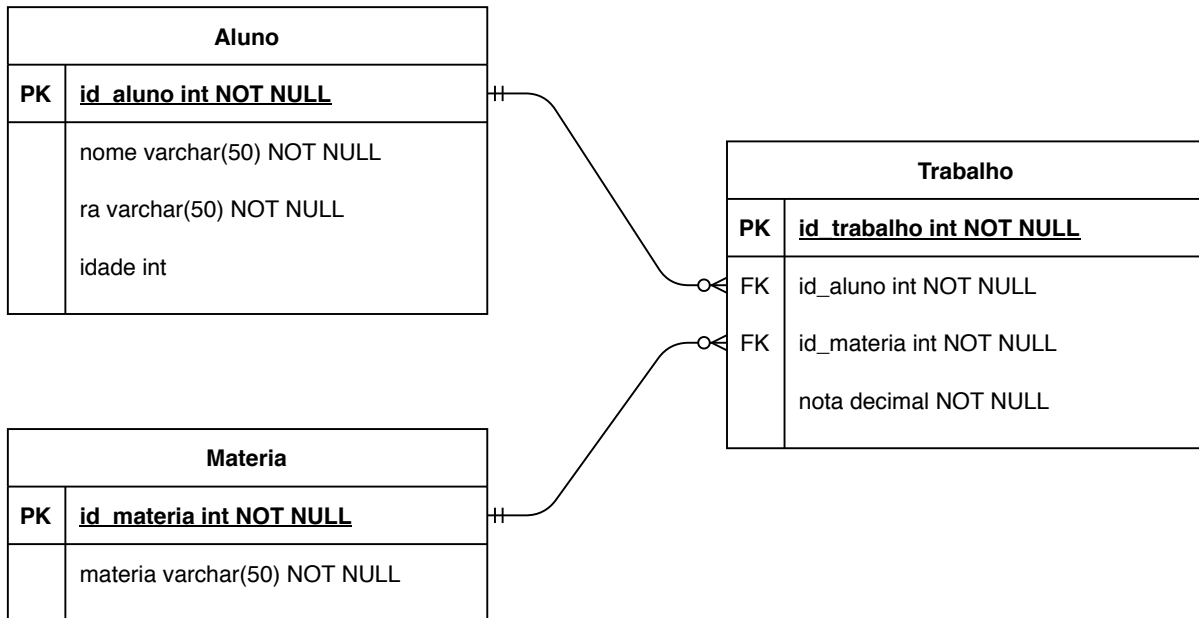 Aluno
PK id_aluno int NOT NULL
nome varchar(50) NOT NULL
ra varchar(50) NOT NULL
idade int
Trabalho
PK id_trabalho int NOT NULL
FK id_aluno int NOT NULL
FK id_materia int NOT NULL
nota decimal NOT NULL
Materia
PK id_materia int NOT NULL
materia varchar(50) NOT NULL